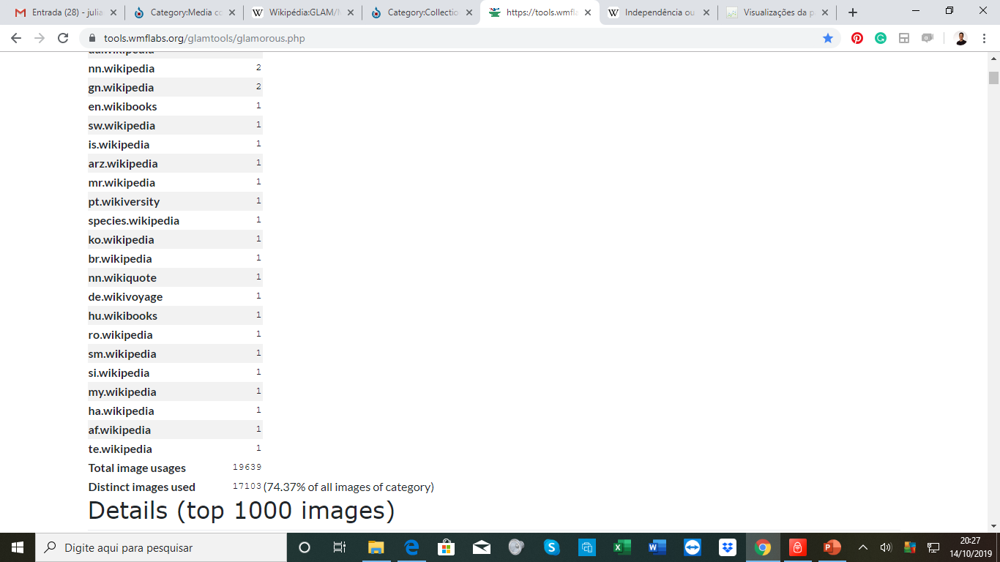 Entrada (28) - julia
Category:Media co
Wikipédia:GLAM/M
Category:Collectio
https://tools.wmfla
Independência ou
Visualizações da p
tools.wmflabs.org/glamtools/glamorous.php
nn.wikipedia 2
gn.wikipedia 2
en.wikibooks 1
sw.wikipedia 1
is.wikipedia 1
arz.wikipedia 1
mr.wikipedia 1
pt.wikiversity 1
species.wikipedia 1
ko.wikipedia 1
br.wikipedia 1
nn.wikiquote 1
de.wikivoyage 1
hu.wikibooks 1
ro.wikipedia 1
sm.wikipedia 1
si.wikipedia 1
my.wikipedia 1
ha.wikipedia 1
af.wikipedia 1
te.wikipedia 1
Total image usages 19639
Distinct images used 17103 (74.37% of all images of category)
Details (top 1000 images)
Digite aqui para pesquisar
20:27
14/10/2019